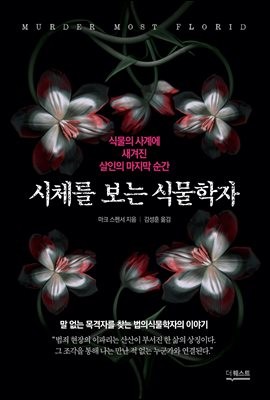 MURDER MOST FLORID
식물의 사계에
새겨진
살인의 마지막 순간
시체를 보는 식물학자
마크 스펜서 지음 | 김성훈 옮김
말 없는 목격자를 찾는 법의식물학자의 이야기
“범죄 현장의 이파리는 산산이 부서진 한 삶의 상징이다.
그 조각을 통해 나는 만난 적 없는 누군가와 연결된다.”
더퀘스트